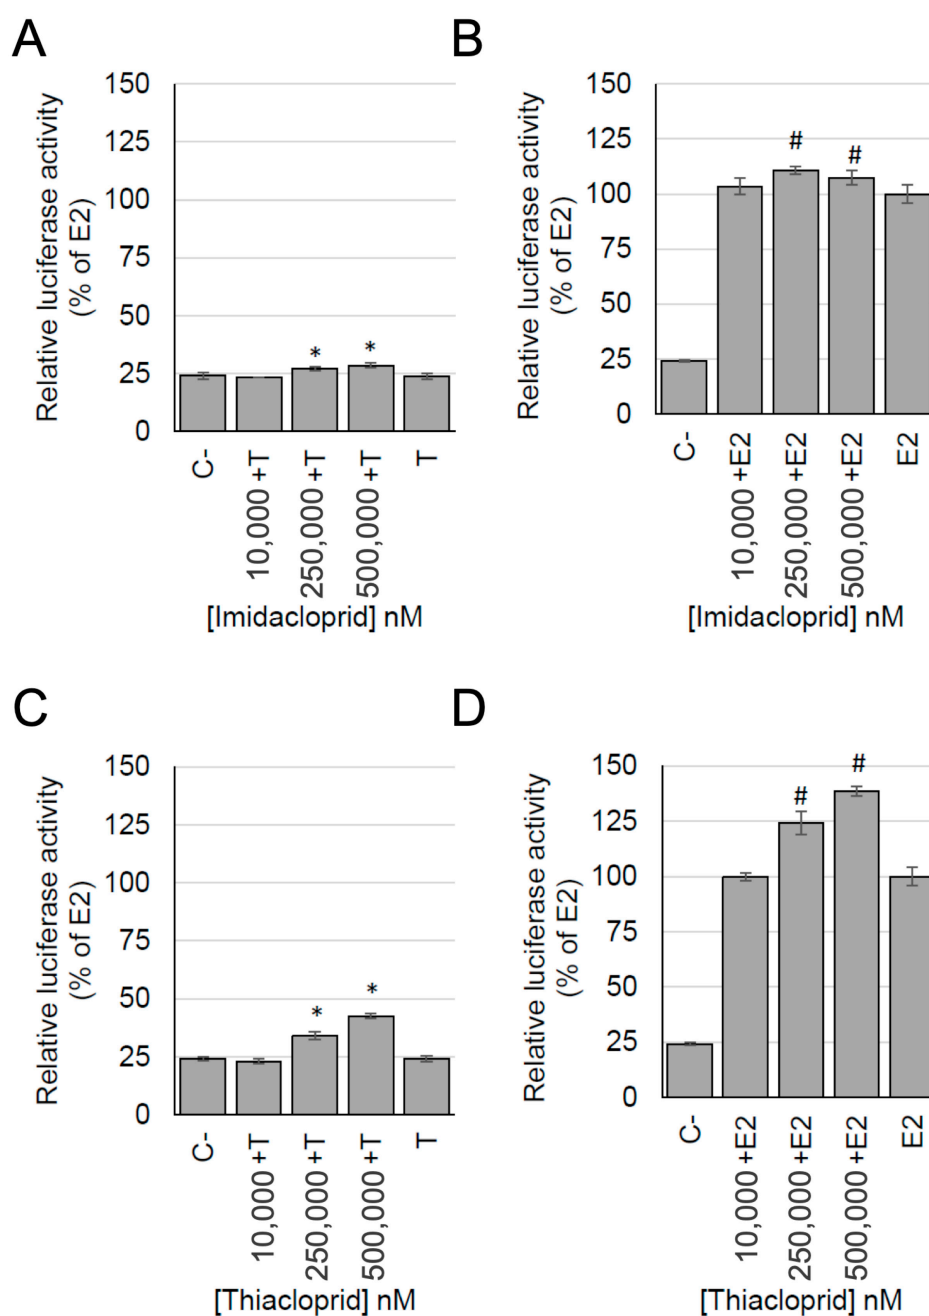 A
Relative luciferase activity
(% of E2)
150
125
100
75
50
25
0
*
*
C-
10,000 +T
250,000 +T
500,000 +T
T
[Imidacloprid] nM
B
Relative luciferase activity
(% of E2)
150
125
100
75
50
25
0
#
#
C-
10,000 +E2
250,000 +E2
500,000 +E2
E2
[Imidacloprid] nM
C
Relative luciferase activity
(% of E2)
150
125
100
75
50
25
0
*
*
C-
10,000 +T
250,000 +T
500,000 +T
T
[Thiacloprid] nM
D
Relative luciferase activity
(% of E2)
150
125
100
75
50
25
0
#
#
C-
10,000 +E2
250,000 +E2
500,000 +E2
E2
[Thiacloprid] nM